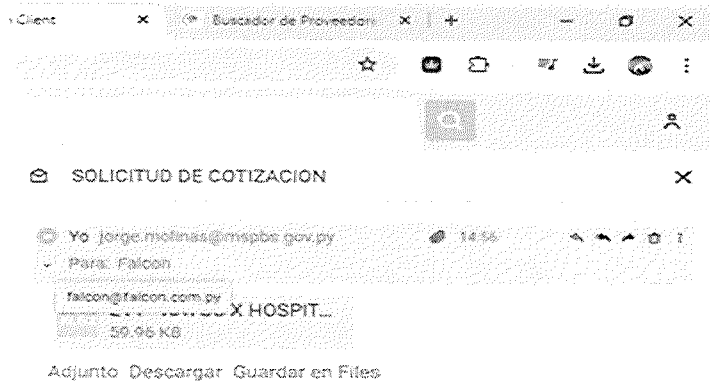 Client
Buscador de Proveedor
SOLICITUD DE COTIZACION
Yo jorge.molinas@mspbs.gov.py 14:56
Para: Falcon
falcon@falcon.com.py
X HOSPIT...
59.96 KB
Adjunto Descargar Guardar en Files